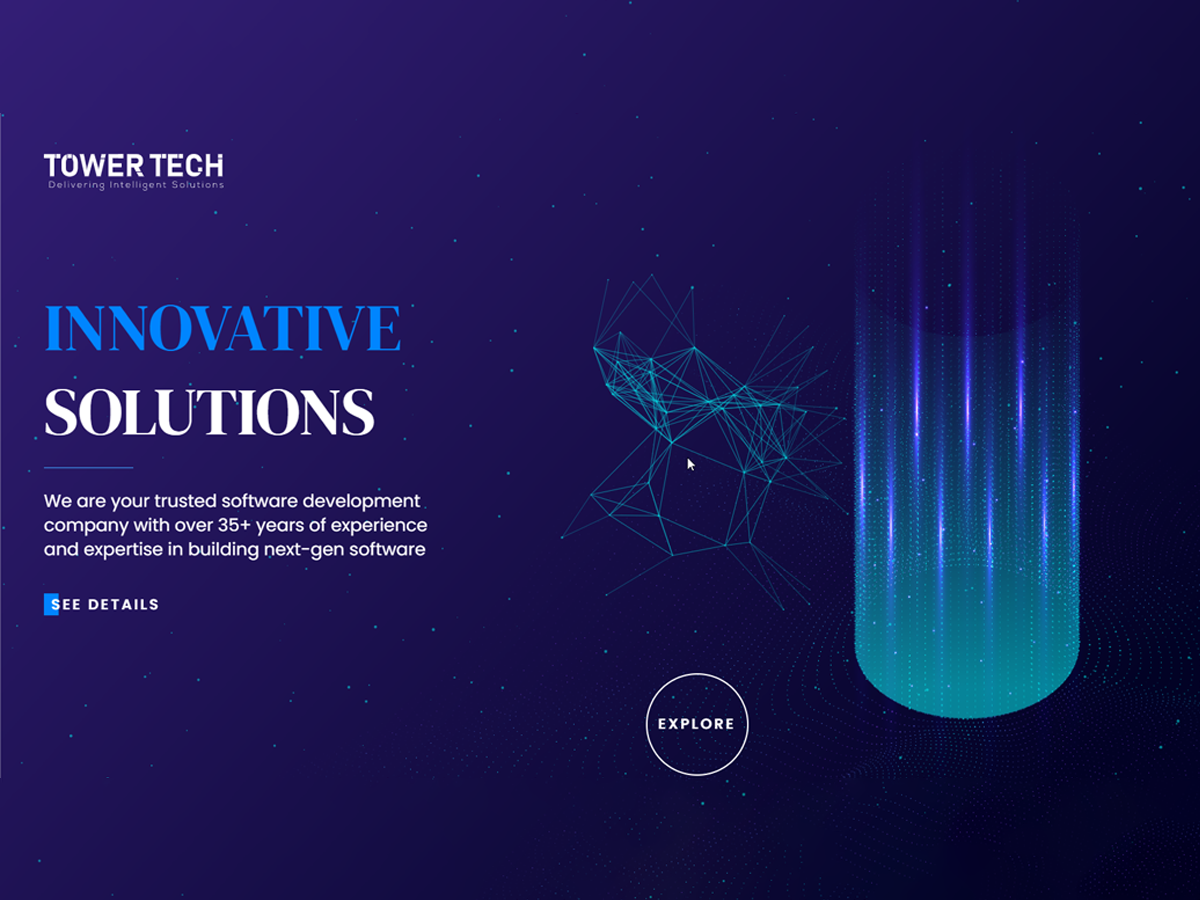 TOWER TECH
Delivering Intelligent Solutions
INNOVATIVE
SOLUTIONS
We are your trusted software development
company with over 35+ years of experience
and expertise in building next-gen software
SEE DETAILS
EXPLORE